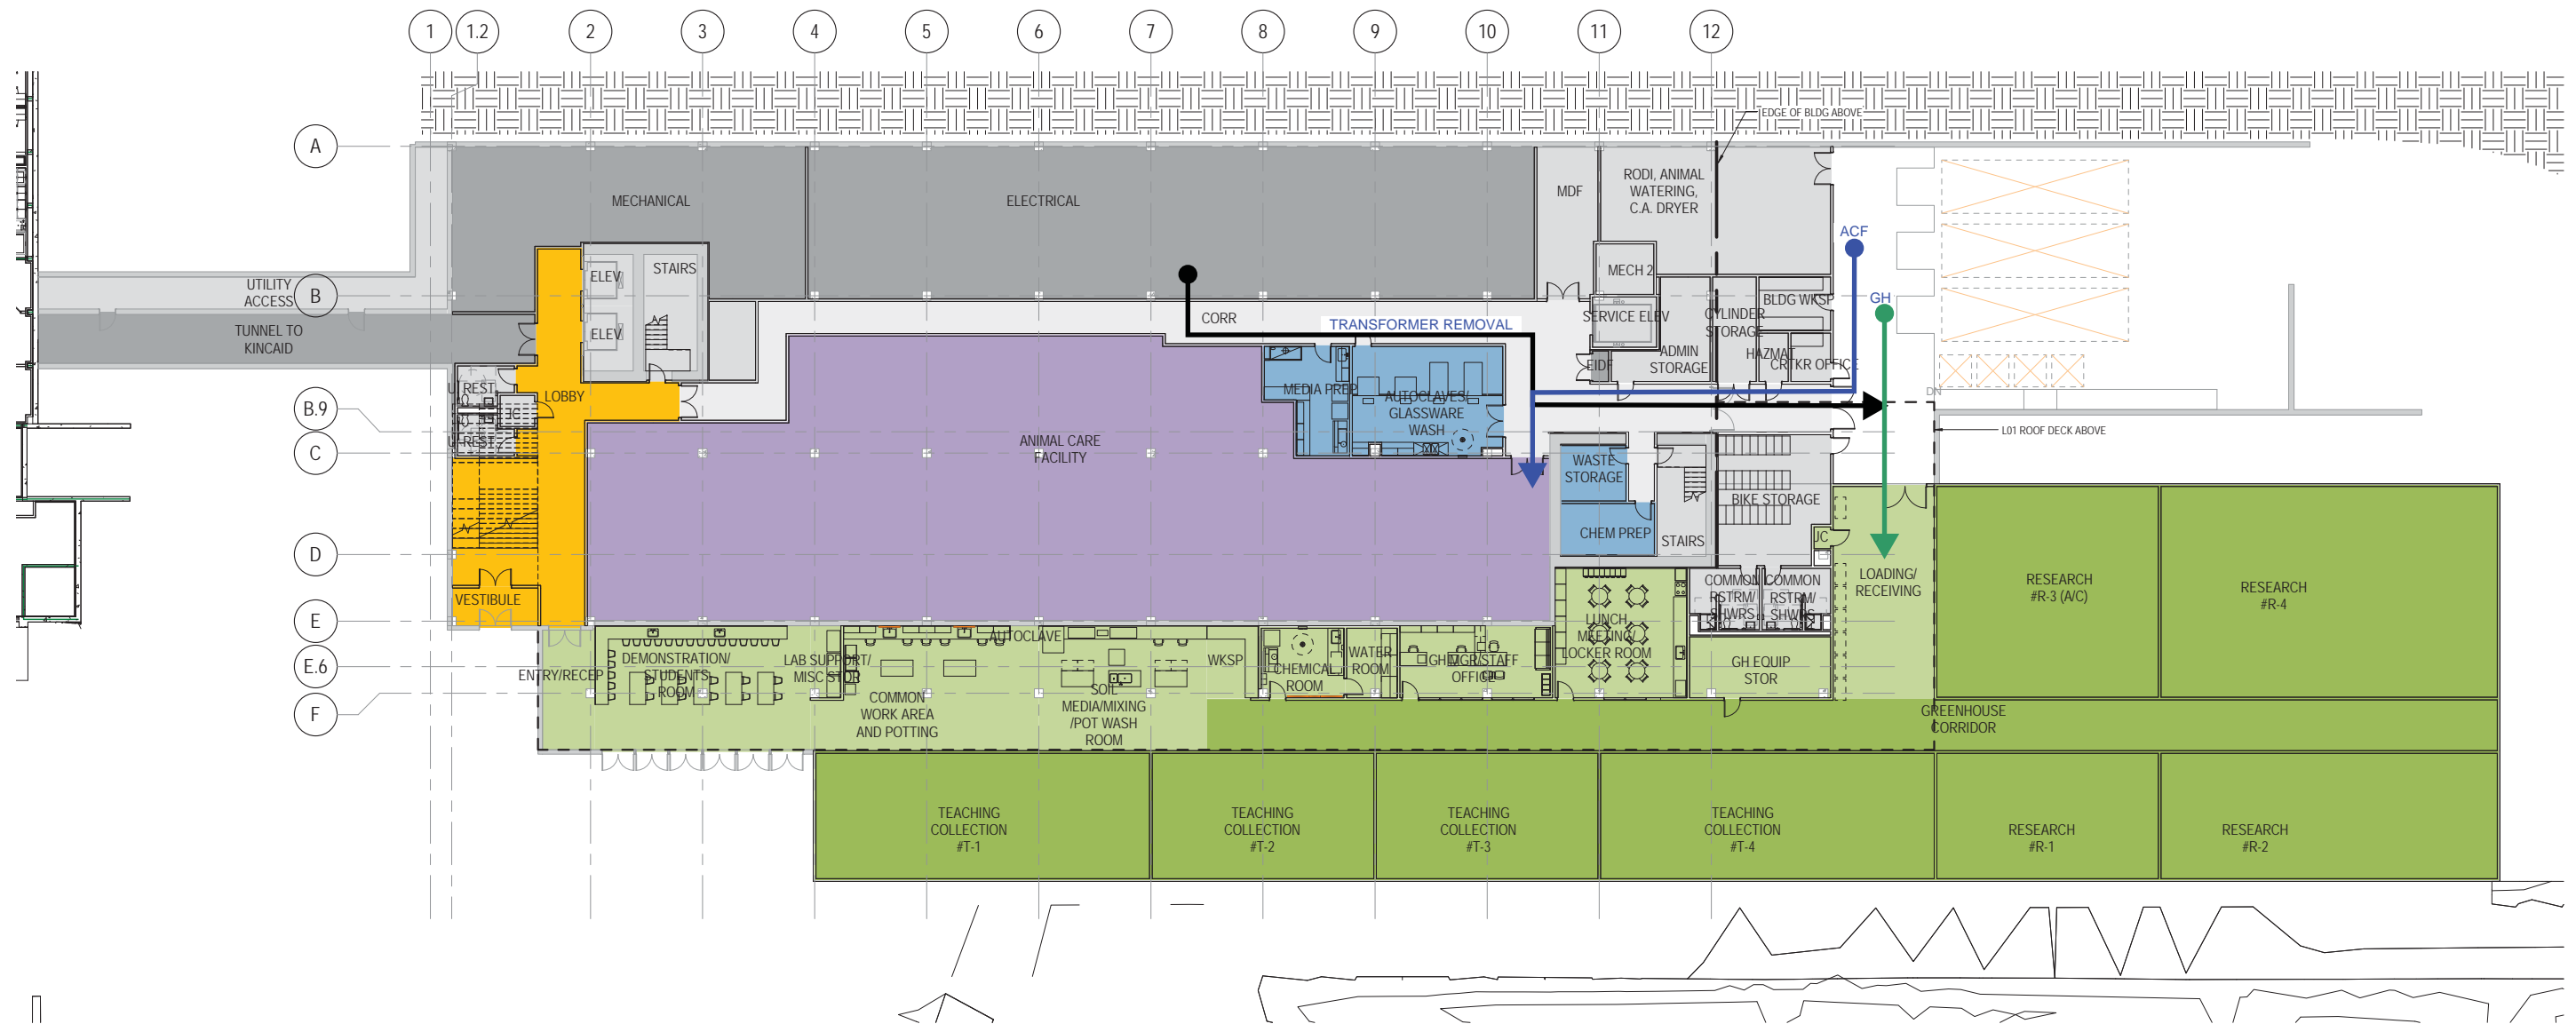 1
1.2
2
3
4
5
6
7
8
9
10
11
12
EDGE OF BLDG ABOVE
A
MECHANICAL
ELECTRICAL
MDF
RODI, ANIMAL
WATERING,
C.A. DRYER
ACF
ELEV
STAIRS
MECH 2
UTILITY
ACCESS
B
BLDG WKSP
GH
CORR
TRANSFORMER REMOVAL
SERVICE ELEV
CYLINDER
STORAGE
TUNNEL TO
KINCAID
ELEV
EIDF
ADMIN
STORAGE
HAZMAT
CRTKR OFFICE
LOBBY
MEDIA PREP
AUTOCLAVES/
GLASSWARE
WASH
DN
B.9
JC
L01 ROOF DECK ABOVE
C
ANIMAL CARE
FACILITY
WASTE
STORAGE
BIKE STORAGE
CHEM PREP
STAIRS
JC
D
VESTIBULE
COMMON
RSTRM/
SHWRS
COMMON
RSTRM/
SHWRS
LOADING/
RECEIVING
RESEARCH
#R-3 (A/C)
RESEARCH
#R-4
E
AUTOCLAVE
LUNCH
MEETING/
LOCKER ROOM
E.6
ENTRY/RECEP
DEMONSTRATION/
STUDENTS
ROOM
LAB SUPPORT/
MISC STOR
WKSP
CHEMICAL
ROOM
WATER
ROOM
GH MGR/STAFF
OFFICE
GH EQUIP
STOR
F
COMMON
WORK AREA
AND POTTING
SOIL
MEDIA/MIXING
/POT WASH
ROOM
GREENHOUSE
CORRIDOR
TEACHING
COLLECTION
#T-1
TEACHING
COLLECTION
#T-2
TEACHING
COLLECTION
#T-3
TEACHING
COLLECTION
#T-4
RESEARCH
#R-1
RESEARCH
#R-2